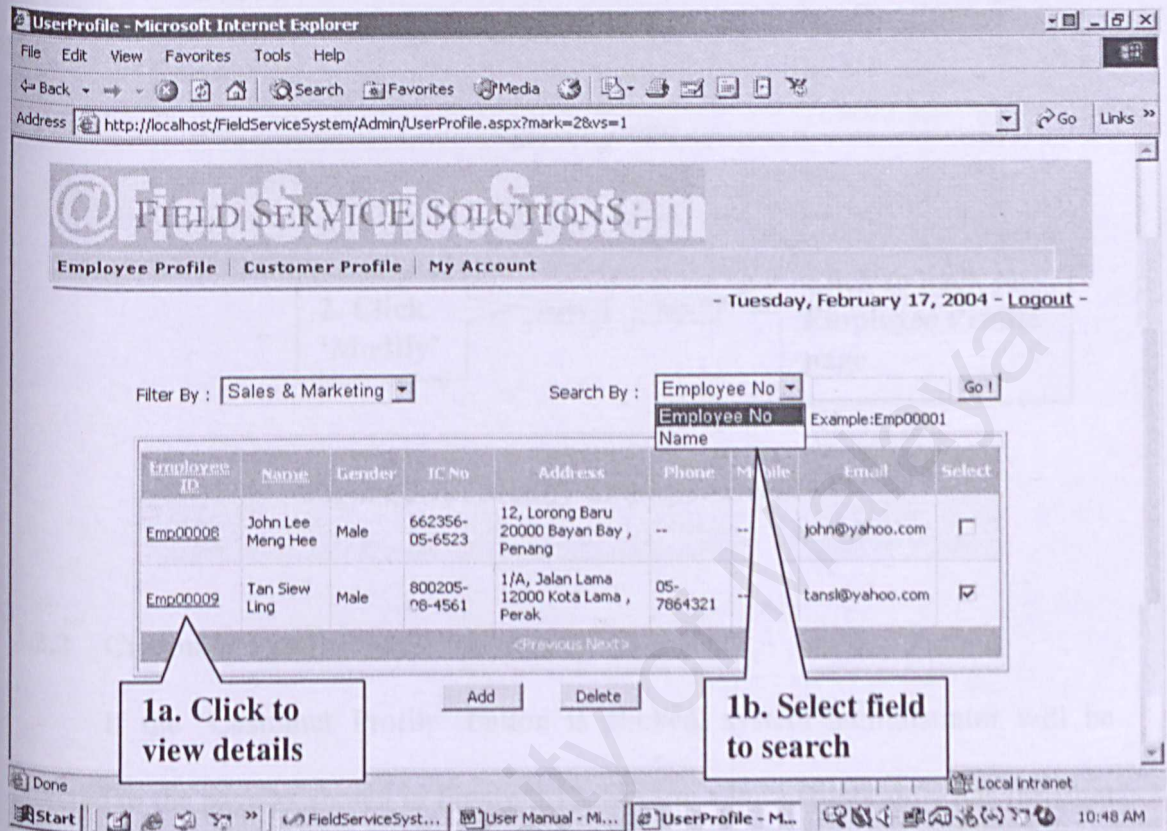 UserProfile - Microsoft Internet Explorer
File Edit View Favorites Tools Help
Back Search Favorites Media
Address http://localhost/FieldServiceSystem/Admin/UserProfile.aspx?mark=2&vs=1 Go Links »
@FieldServiceSystem
FIELD SERVICE SOLUTIONS
Employee Profile | Customer Profile | My Account
- Tuesday, February 17, 2004 - Logout -
Filter By : Sales & Marketing Search By : Employee No Go !
Employee No Example:Emp00001
Name
Employee ID Name Gender IC No Address Phone Mobile Email Select
Emp00008 John Lee Meng Hee Male 662356-05-6523 12, Lorong Baru 20000 Bayan Bay , Penang -- -- john@yahoo.com
Emp00009 Tan Siew Ling Male 800205-08-4561 1/A, Jalan Lama 12000 Kota Lama , Perak 05-7864321 -- tansl@yahoo.com
<Previous Next>
Add Delete
1a. Click to
view details
1b. Select field
to search
Done Local intranet
Start » FieldServiceSyst... User Manual - Mi... UserProfile - M... 10:48 AM
University of Malaya